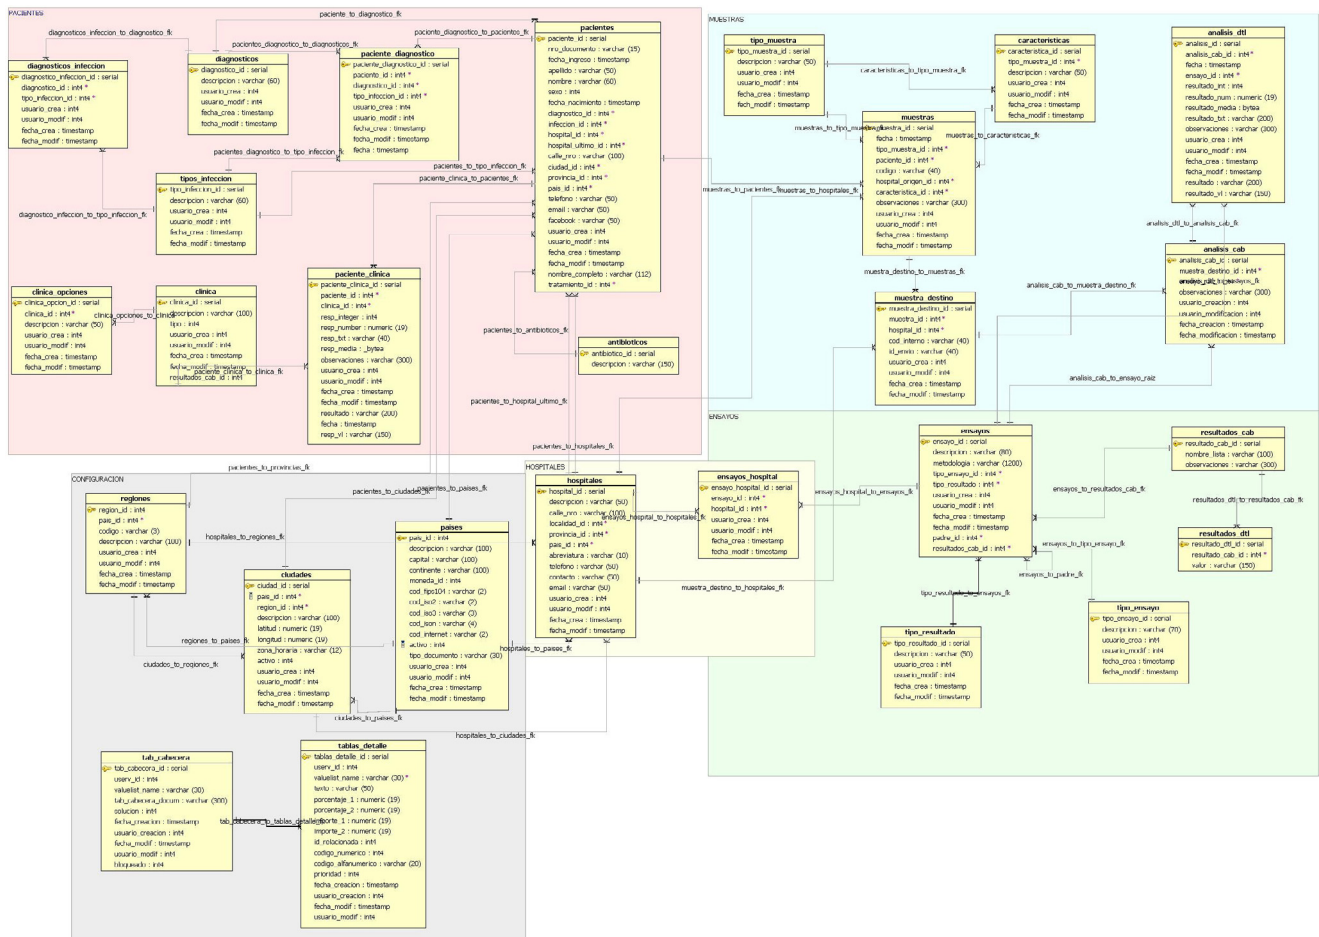 PACIENTES
paciente_to_diagnostico_fk
diagnosticos_infeccion_to_diagnostico_fk
pacientes_diagnostico_to_diagnosticos_fk
paciente_diagnostico_to_pacientes_fk
diagnosticos_infeccion
diagnostico_infeccion_id : serial
diagnostico_id : int4 *
tipo_infeccion_id : int4 *
usuario_crea : int4
usuario_modif : int4
fecha_crea : timestamp
fecha_modif : timestamp
diagnosticos
diagnostico_id : serial
descripcion : varchar (60)
usuario_crea : int4
usuario_modif : int4
fecha_crea : timestamp
fecha_modif : timestamp
paciente_diagnostico
paciente_diagnostico_id : serial
paciente_id : int4 *
diagnostico_id : int4 *
tipo_infeccion_id : int4 *
usuario_crea : int4
usuario_modif : int4
fecha_crea : timestamp
fecha_modif : timestamp
fecha : timestamp
pacientes
paciente_id : serial
nro_documento : varchar (15)
fecha_ingreso : timestamp
apellido : varchar (50)
nombre : varchar (60)
sexo : int4
fecha_nacimiento : timestamp
diagnostico_id : int4 *
infeccion_id : int4 *
hospital_id : int4 *
hospital_ultimo_id : int4 *
calle_nro : varchar (100)
ciudad_id : int4 *
provincia_id : int4 *
pais_id : int4 *
telefono : varchar (50)
email : varchar (50)
facebook : varchar (50)
usuario_crea : int4
usuario_modif : int4
fecha_crea : timestamp
fecha_modif : timestamp
nombre_completo : varchar (112)
tratamiento_id : int4 *
pacientes_diagnostico_to_tipo_infeccion_fk
pacientes_to_tipo_infeccion_fk
paciente_clinica_to_pacientes_fk
diagnostico_infeccion_to_tipo_infeccion_fk
tipos_infeccion
tipo_infeccion_id : serial
descripcion : varchar (60)
usuario_crea : int4
usuario_modif : int4
fecha_crea : timestamp
fecha_modif : timestamp
clinica_opciones
clinica_opcion_id : serial
clinica_id : int4 *
descripcion : varchar (50)
usuario_crea : int4
usuario_modif : int4
fecha_crea : timestamp
fecha_modif : timestamp
clinica_opciones_to_clinica
clinica
clinica_id : serial
descripcion : varchar (100)
tipo : int4
usuario_crea : int4
usuario_modif : int4
fecha_crea : timestamp
fecha_modif : timestamp
resultados_cab_id : int4
paciente_clinica_to_clinica_fk
paciente_clinica
paciente_clinica_id : serial
paciente_id : int4 *
clinica_id : int4 *
resp_integer : int4
resp_number : numeric (19)
resp_txt : varchar (40)
resp_media : _bytea
observaciones : varchar (300)
usuario_crea : int4
usuario_modif : int4
fecha_crea : timestamp
fecha_modif : timestamp
resultado : varchar (200)
fecha : timestamp
resp_vl : varchar (150)
pacientes_to_antibioticos_fk
antibioticos
antibiotico_id : serial
descripcion : varchar (150)
pacientes_to_hospital_ultimo_fk
pacientes_to_hospitales_fk
MUESTRAS
tipo_muestra
tipo_muestra_id : serial
descripcion : varchar (50)
usuario_crea : int4
usuario_modif : int4
fecha_crea : timestamp
fech_modif : timestamp
caracteristicas_to_tipo_muestra_fk
caracteristicas
caracteristica_id : serial
tipo_muestra_id : int4 *
descripcion : varchar (50)
usuario_crea : int4
usuario_modif : int4
fecha_crea : timestamp
fecha_modif : timestamp
muestras_to_tipo_muestra_fk
muestras_to_caracteristicas_fk
muestras
muestra_id : serial
fecha : timestamp
tipo_muestra_id : int4 *
paciente_id : int4 *
codigo : varchar (40)
hospital_origen_id : int4 *
caracteristica_id : int4 *
observaciones : varchar (300)
usuario_crea : int4
usuario_modif : int4
fecha_crea : timestamp
fecha_modif : timestamp
muestras_to_pacientes_fk
muestras_to_hospitales_fk
muestra_destino_to_muestras_fk
muestra_destino
muestra_destino_id : serial
muestra_id : int4 *
hospital_id : int4 *
cod_interno : varchar (40)
id_envio : varchar (40)
usuario_crea : int4
usuario_modif : int4
fecha_crea : timestamp
fecha_modif : timestamp
analisis_dtl
analisis_id : serial
analisis_cab_id : int4 *
fecha : timestamp
ensayo_id : int4 *
resultado_int : int4
resultado_num : numeric (19)
resultado_media : bytea
resultado_txt : varchar (200)
observaciones : varchar (300)
usuario_crea : int4
usuario_modif : int4
fecha_crea : timestamp
fecha_modif : timestamp
resultado : varchar (200)
resultado_vl : varchar (150)
analisis_dtl_to_analisis_cab_fk
analisis_cab_to_muestra_destino_fk
analisis_cab
analisis_cab_id : serial
muestra_destino_id : int4 *
observaciones : varchar (300)
usuario_creacion : int4
usuario_modificacion : int4
fecha_creacion : timestamp
fecha_modificacion : timestamp
analisis_cab_to_ensayo_raiz
ENSAYOS
ensayos
ensayo_id : serial
descripcion : varchar (80)
metodologia : varchar (1200)
tipo_ensayo_id : int4 *
tipo_resultado : int4 *
usuario_crea : int4
usuario_modif : int4
fecha_crea : timestamp
fecha_modif : timestamp
padre_id : int4 *
resultados_cab_id : int4 *
resultados_cab
resultado_cab_id : serial
nombre_lista : varchar (100)
observaciones : varchar (300)
ensayos_to_resultados_cab_fk
resultados_dtl_to_resultados_cab_fk
resultados_dtl
resultado_dtl_id : serial
resultado_cab_id : int4 *
valor : varchar (150)
ensayos_to_tipo_ensayo_fk
ensayos_to_padre_fk
tipo_resultado_to_ensayos_fk
tipo_resultado
tipo_resultado_id : serial
descripcion : varchar (50)
usuario_crea : int4
usuario_modif : int4
fecha_crea : timestamp
fecha_modif : timestamp
tipo_ensayo
tipo_ensayo_id : serial
descripcion : varchar (70)
usuario_crea : int4
usuario_modif : int4
fecha_crea : timestamp
fecha_modif : timestamp
HOSPITALES
hospitales
hospital_id : serial
descripcion : varchar (50)
calle_nro : varchar (100)
localidad_id : int4 *
provincia_id : int4 *
pais_id : int4 *
abreviatura : varchar (10)
telefono : varchar (50)
contacto : varchar (50)
email : varchar (50)
usuario_crea : int4
usuario_modif : int4
fecha_crea : timestamp
fecha_modif : timestamp
ensayos_hospital_to_hospitales_fk
ensayos_hospital
ensayo_hospital_id : serial
ensayo_id : int4 *
hospital_id : int4 *
usuario_crea : int4
usuario_modif : int4
fecha_crea : timestamp
fecha_modif : timestamp
ensayos_hospital_to_ensayos_fk
muestra_destino_to_hospitales_fk
CONFIGURACION
pacientes_to_provincias_fk
pacientes_to_ciudades_fk
pacientes_to_paises_fk
regiones
region_id : int4
pais_id : int4 *
codigo : varchar (3)
descripcion : varchar (100)
usuario_crea : int4
usuario_modif : int4
fecha_crea : timestamp
fecha_modif : timestamp
hospitales_to_regiones_fk
ciudades
ciudad_id : serial
pais_id : int4 *
region_id : int4 *
descripcion : varchar (100)
latitud : numeric (19)
longitud : numeric (19)
zona_horaria : varchar (12)
activo : int4
usuario_crea : int4
usuario_modif : int4
fecha_crea : timestamp
fecha_modif : timestamp
paises
pais_id : int4
descripcion : varchar (100)
capital : varchar (100)
continente : varchar (100)
moneda_id : int4
cod_fips104 : varchar (2)
cod_iso2 : varchar (2)
cod_iso3 : varchar (3)
cod_ison : varchar (4)
cod_internet : varchar (2)
activo : int4
tipo_documento : varchar (30)
usuario_crea : int4
usuario_modif : int4
fecha_crea : timestamp
fecha_modif : timestamp
regiones_to_paises_fk
ciudades_to_regiones_fk
hospitales_to_paises_fk
ciudades_to_paises_fk
hospitales_to_ciudades_fk
tab_cabecera
tab_cabecera_id : serial
userv_id : int4
valuelist_name : varchar (30)
tab_cabecera_docum : varchar (300)
solucion : int4
fecha_creacion : timestamp
usuario_creacion : int4
fecha_modif : timestamp
usuario_modif : int4
bloqueado : int4
tab_cabecera_to_tablas_detalle_fk
tablas_detalle
tablas_detalle_id : serial
userv_id : int4
valuelist_name : varchar (30) *
texto : varchar (50)
porcentaje_1 : numeric (19)
porcentaje_2 : numeric (19)
importe_1 : numeric (19)
importe_2 : numeric (19)
id_relacionada : int4
codigo_numerico : int4
codigo_alfanumerico : varchar (20)
prioridad : int4
fecha_creacion : timestamp
usuario_creacion : int4
fecha_modif : timestamp
usuario_modif : int4